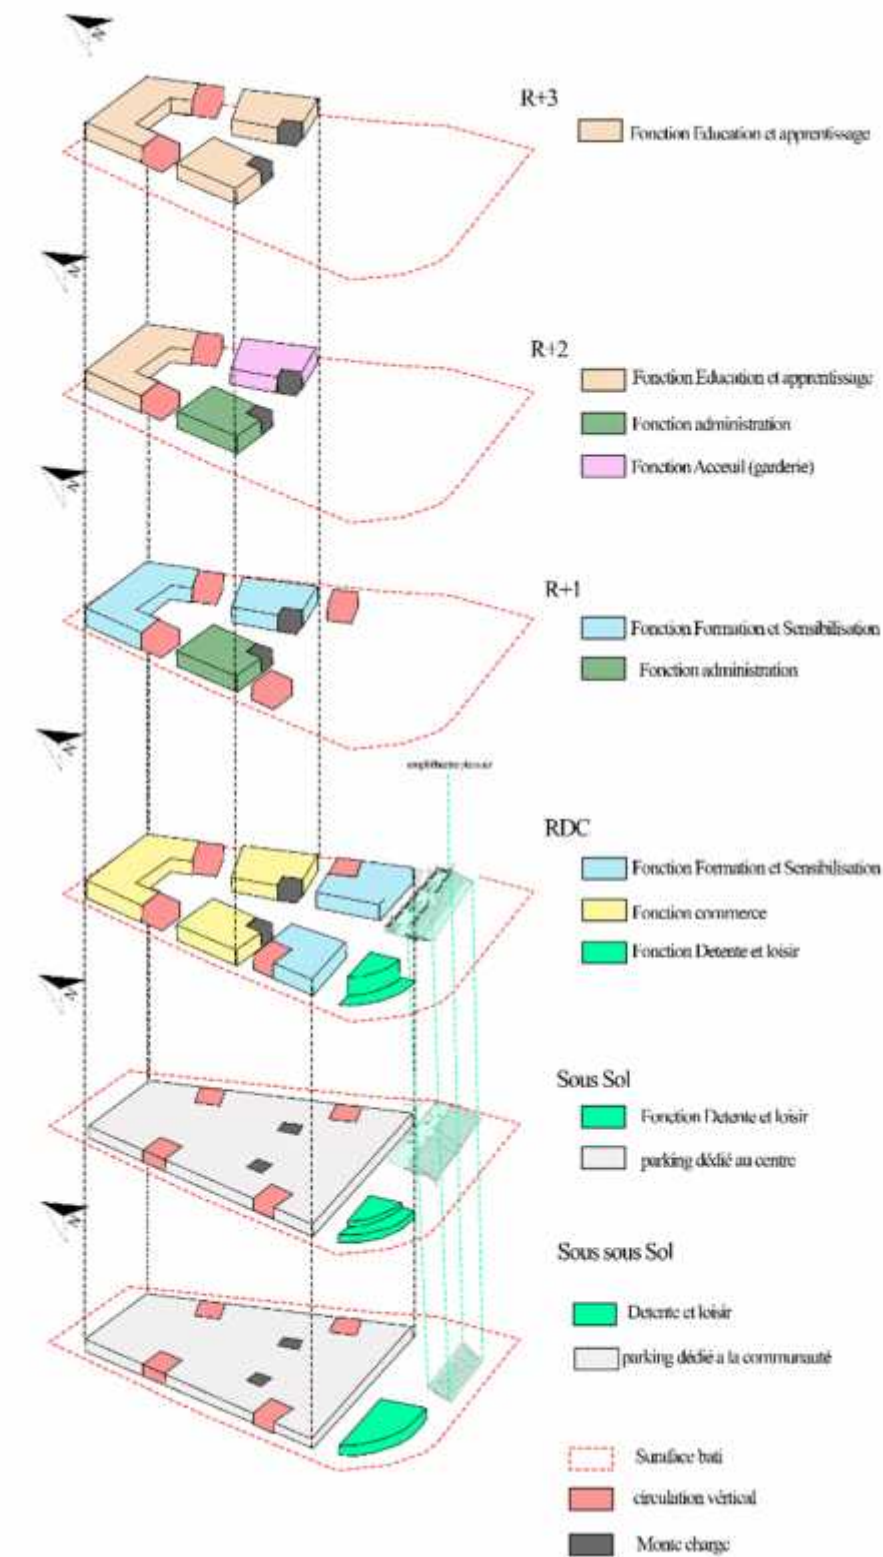 N
R+3
Fonction Education et apprentissage
N
R+2
Fonction Education et apprentissage
Fonction administration
Fonction Acceuil (garderie)
N
R+1
Fonction Formation et Sensibilisation
Fonction administration
N
RDC
Fonction Formation et Sensibilisation
Fonction commerce
Fonction Detente et loisir
N
Sous Sol
Fonction Detente et loisir
parking dédié au centre
N
Sous sous Sol
Detente et loisir
parking dédié a la communauté
bati
circulation vértical
Monte charge